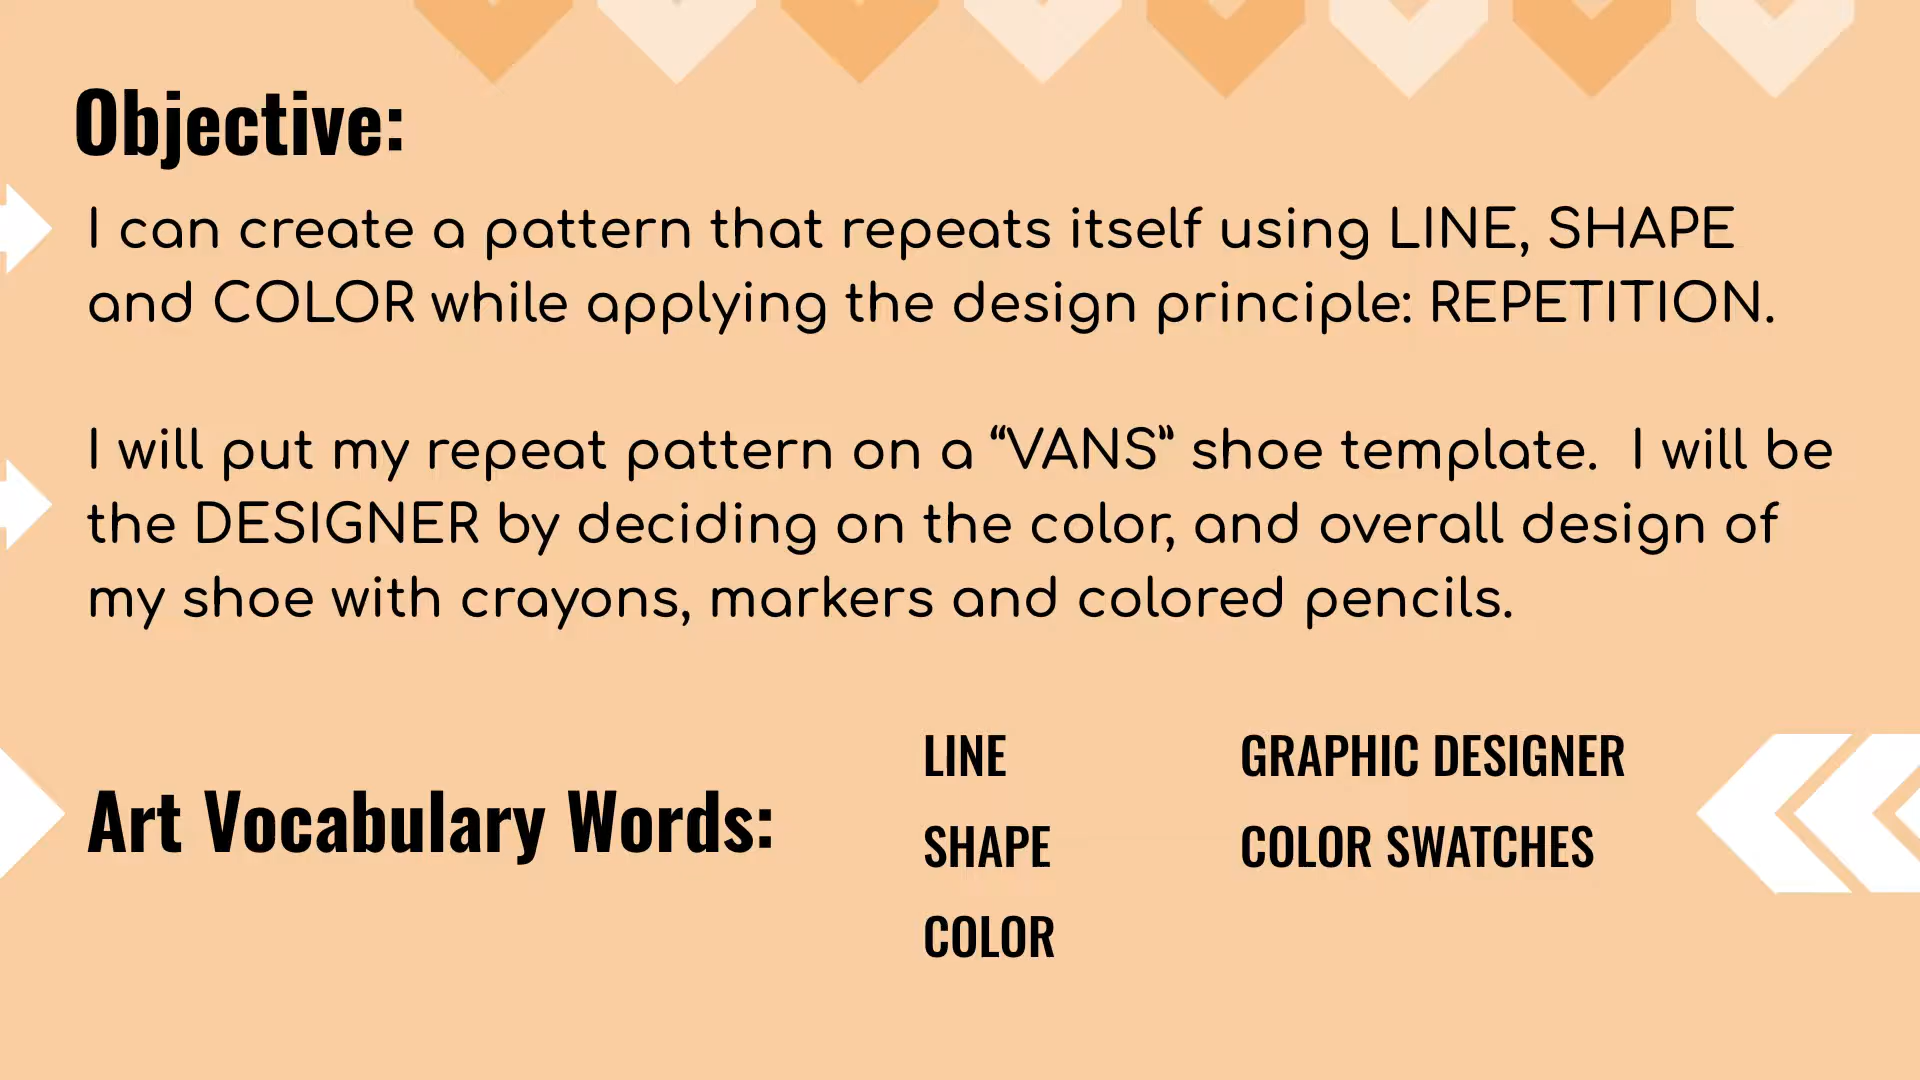 Objective:
I can create a pattern that repeats itself using LINE, SHAPE
and COLOR while applying the design principle: REPETITION.
I will put my repeat pattern on a “VANS” shoe template.  I will be
the DESIGNER by deciding on the color, and overall design of
my shoe with crayons, markers and colored pencils.
Art Vocabulary Words:
LINE
SHAPE
COLOR
GRAPHIC DESIGNER
COLOR SWATCHES